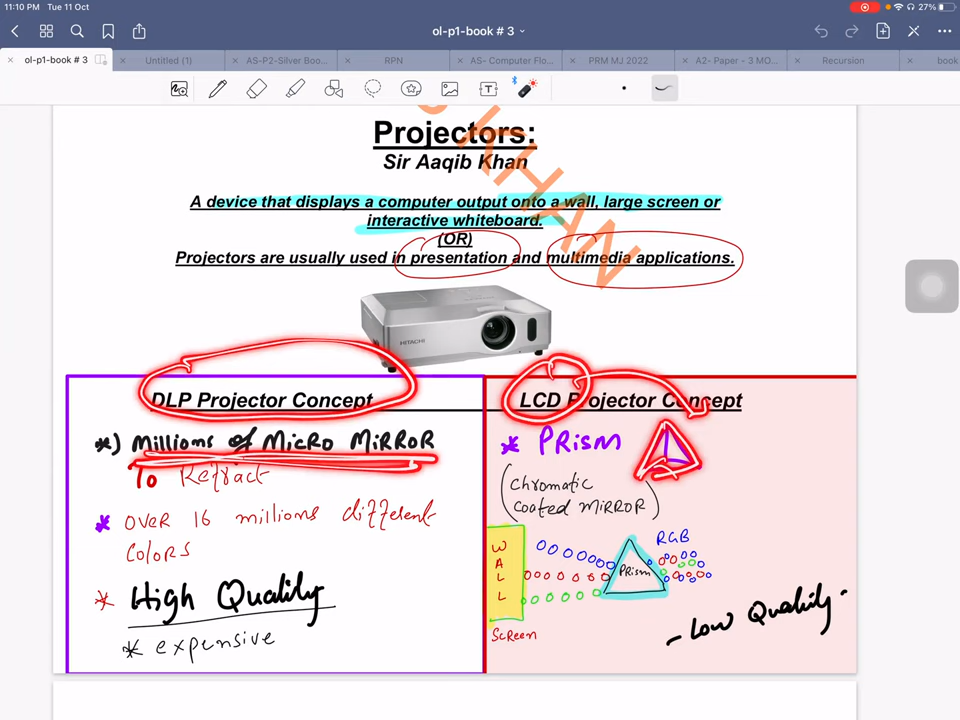 11:10 PM Tue 11 Oct
27%
ol-p1-book # 3
ol-p1-book # 3
Untitled (1)
AS-P2-Silver Boo...
RPN
AS- Computer Flo...
PRM MJ 2022
A2- Paper - 3 MO...
Recursion
book
KHAN
Projectors:
Sir Aaqib Khan
A device that displays a computer output onto a wall, large screen or
interactive whiteboard.
(OR)
Projectors are usually used in presentation and multimedia applications.
HITACHI
DLP Projector Concept
*) Millions of Micro MiRRoR
To Refract
* Over 16 millions different
Colors
* High Quality
* expensive
LCD Projector Concept
* PRism
(Chromatic
Coated MiRROR)
RGB
WALL
PRism
Screen
- Low Quality -